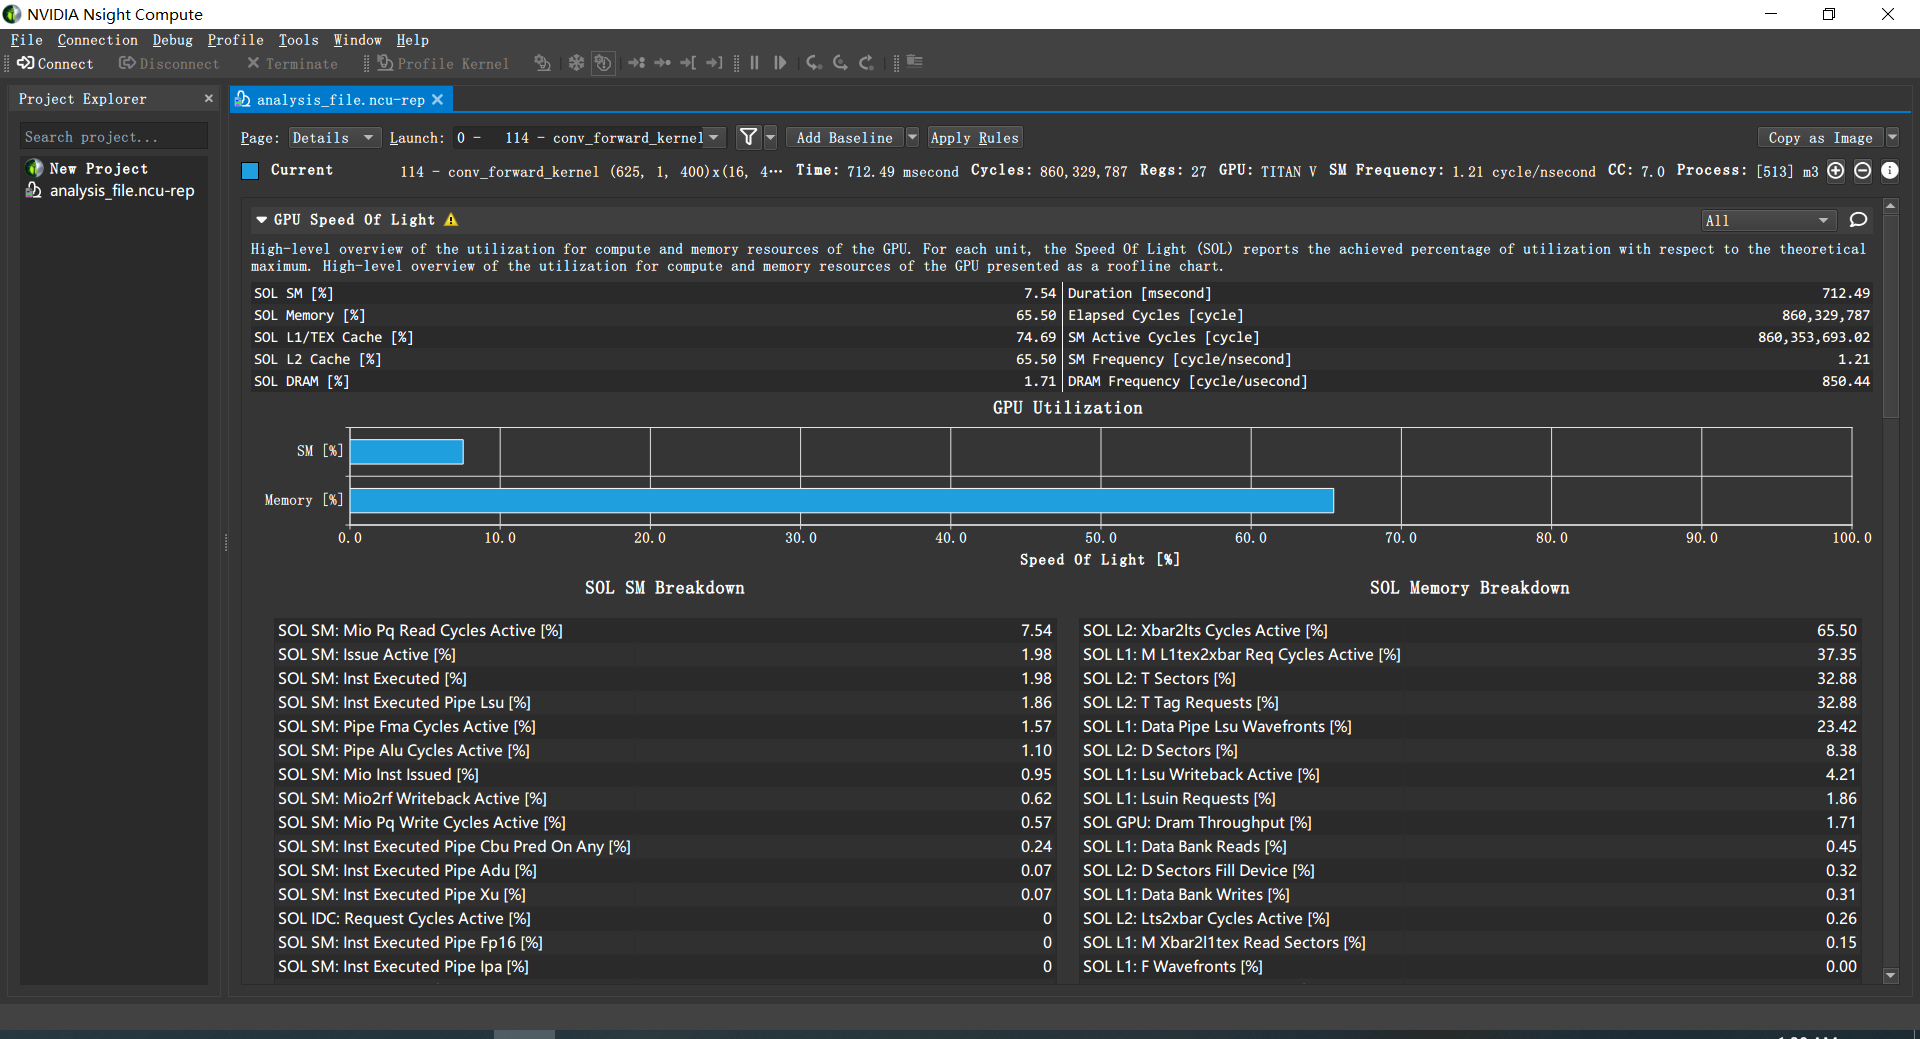 NVIDIA Nsight Compute
File Connection Debug Profile Tools Window Help
Connect Disconnect Terminate Profile Kernel
Project Explorer
analysis_file.ncu-rep
Search project...
New Project
analysis_file.ncu-rep
Page: Details Launch: 0 - 114 - conv_forward_kernel Add Baseline Apply Rules Copy as Image
Current 114 - conv_forward_kernel (625, 1, 400)x(16, 4··· Time: 712.49 msecond Cycles: 860,329,787 Regs: 27 GPU: TITAN V SM Frequency: 1.21 cycle/nsecond CC: 7.0 Process: [513] m3
GPU Speed Of Light All
High-level overview of the utilization for compute and memory resources of the GPU. For each unit, the Speed Of Light (SOL) reports the achieved percentage of utilization with respect to the theoretical
maximum. High-level overview of the utilization for compute and memory resources of the GPU presented as a roofline chart.
SOL SM [%] 7.54 Duration [msecond] 712.49
SOL Memory [%] 65.50 Elapsed Cycles [cycle] 860,329,787
SOL L1/TEX Cache [%] 74.69 SM Active Cycles [cycle] 860,353,693.02
SOL L2 Cache [%] 65.50 SM Frequency [cycle/nsecond] 1.21
SOL DRAM [%] 1.71 DRAM Frequency [cycle/usecond] 850.44
GPU Utilization
SM [%]
Memory [%]
0.0 10.0 20.0 30.0 40.0 50.0 60.0 70.0 80.0 90.0 100.0
Speed Of Light [%]
SOL SM Breakdown
SOL SM: Mio Pq Read Cycles Active [%] 7.54
SOL SM: Issue Active [%] 1.98
SOL SM: Inst Executed [%] 1.98
SOL SM: Inst Executed Pipe Lsu [%] 1.86
SOL SM: Pipe Fma Cycles Active [%] 1.57
SOL SM: Pipe Alu Cycles Active [%] 1.10
SOL SM: Mio Inst Issued [%] 0.95
SOL SM: Mio2rf Writeback Active [%] 0.62
SOL SM: Mio Pq Write Cycles Active [%] 0.57
SOL SM: Inst Executed Pipe Cbu Pred On Any [%] 0.24
SOL SM: Inst Executed Pipe Adu [%] 0.07
SOL SM: Inst Executed Pipe Xu [%] 0.07
SOL IDC: Request Cycles Active [%] 0
SOL SM: Inst Executed Pipe Fp16 [%] 0
SOL SM: Inst Executed Pipe Ipa [%] 0
SOL Memory Breakdown
SOL L2: Xbar2lts Cycles Active [%] 65.50
SOL L1: M L1tex2xbar Req Cycles Active [%] 37.35
SOL L2: T Sectors [%] 32.88
SOL L2: T Tag Requests [%] 32.88
SOL L1: Data Pipe Lsu Wavefronts [%] 23.42
SOL L2: D Sectors [%] 8.38
SOL L1: Lsu Writeback Active [%] 4.21
SOL L1: Lsuin Requests [%] 1.86
SOL GPU: Dram Throughput [%] 1.71
SOL L1: Data Bank Reads [%] 0.45
SOL L2: D Sectors Fill Device [%] 0.32
SOL L1: Data Bank Writes [%] 0.31
SOL L2: Lts2xbar Cycles Active [%] 0.26
SOL L1: M Xbar2l1tex Read Sectors [%] 0.15
SOL L1: F Wavefronts [%] 0.00